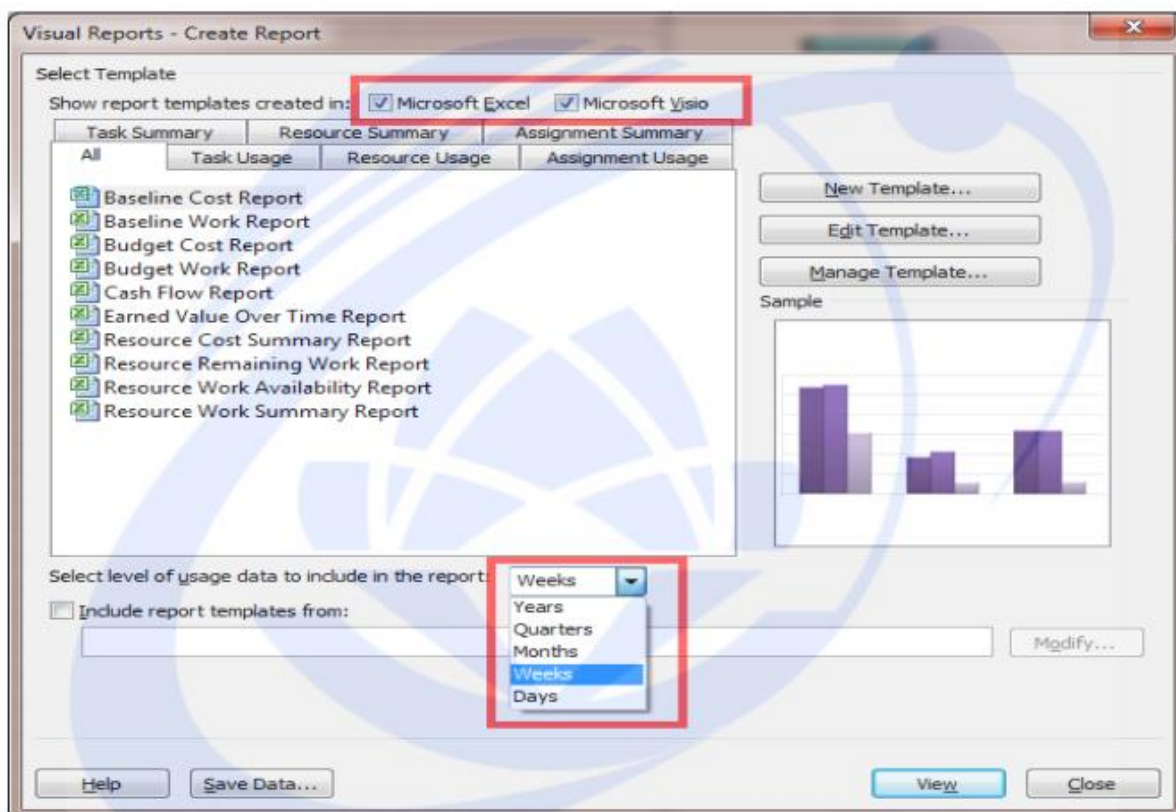 Visual Reports - Create Report
Select Template
Show report templates created in: Microsoft Excel Microsoft Visio
Task Summary Resource Summary Assignment Summary
All Task Usage Resource Usage Assignment Usage
Baseline Cost Report
Baseline Work Report
Budget Cost Report
Budget Work Report
Cash Flow Report
Earned Value Over Time Report
Resource Cost Summary Report
Resource Remaining Work Report
Resource Work Availability Report
Resource Work Summary Report
New Template...
Edit Template...
Manage Template...
Sample
Select level of usage data to include in the report: Weeks
Years
Quarters
Months
Weeks
Days
Include report templates from:
Modify...
Help Save Data... View Close